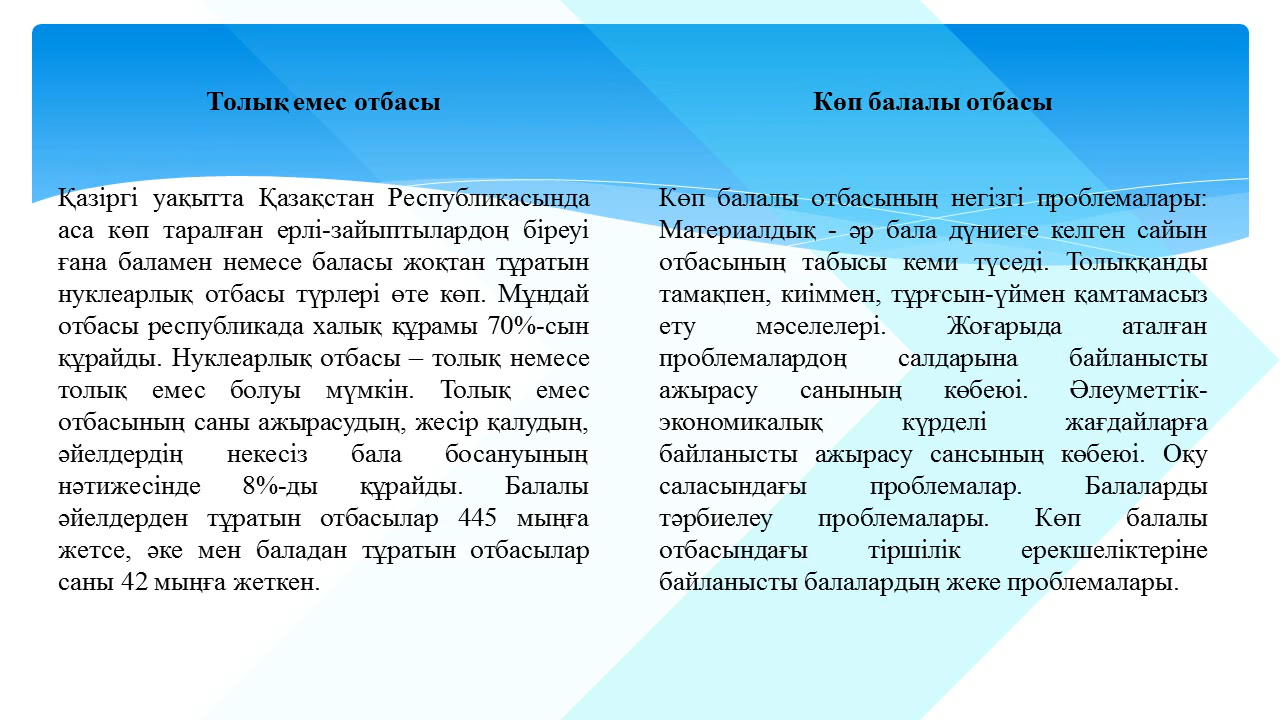 Толық емес отбасы
Қазіргі уақытта Қазақстан Республикасында
аса көп таралған ерлі-зайыптылардоң біреуі
ғана баламен немесе баласы жоқтан тұратын
нуклеарлық отбасы түрлері өте көп. Мұндай
отбасы республикада халық құрамы 70%-сын
құрайды. Нуклеарлық отбасы – толық немесе
толық емес болуы мүмкін. Толық емес
отбасының саны ажырасудың, жесір қалудың,
әйелдердің некесіз бала босануының
нәтижесінде 8%-ды құрайды. Балалы
әйелдерден тұратын отбасылар 445 мыңға
жетсе, әке мен баладан тұратын отбасылар
саны 42 мыңға жеткен.
Көп балалы отбасы
Көп балалы отбасының негізгі проблемалары:
Материалдық - әр бала дүниеге келген сайын
отбасының табысы кеми түседі. Толыққанды
тамақпен, киіммен, тұрғсын-үймен қамтамасыз
ету мәселелері. Жоғарыда аталған
проблемалардоң салдарына байланысты
ажырасу санының көбеюі. Әлеуметтік-
экономикалық күрделі жағдайларға
байланысты ажырасу сансының көбеюі. Оқу
саласындағы проблемалар. Балаларды
тәрбиелеу проблемалары. Көп балалы
отбасындағы тіршілік ерекшеліктеріне
байланысты балалардың жеке проблемалары.